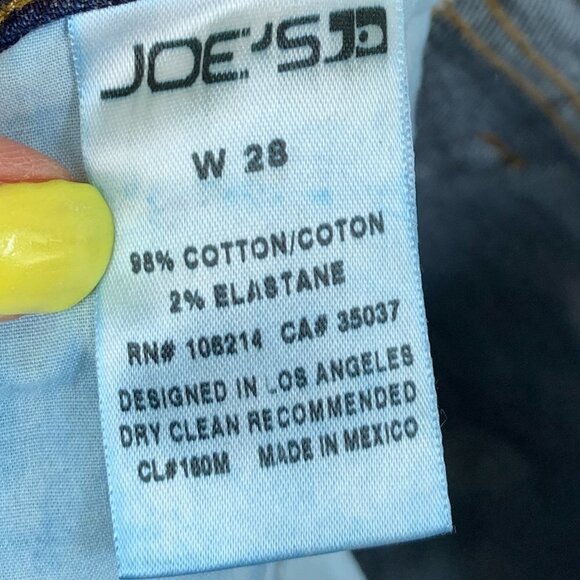 JOE'S JD
W 28
98% COTTON/COTON
2% ELASTANE
RN# 106214 CA# 35037
DESIGNED IN LOS ANGELES
DRY CLEAN RECOMMENDED
CL#160M MADE IN MEXICO